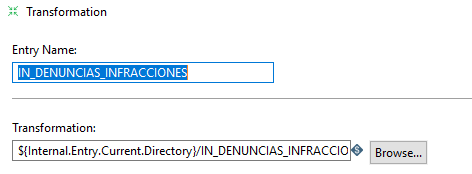 Transformation
Entry Name:
IN_DENUNCIAS_INFRACCIONES
Transformation:
${Internal.Entry.Current.Directory}/IN_DENUNCIAS_INFRACCIO
Browse...